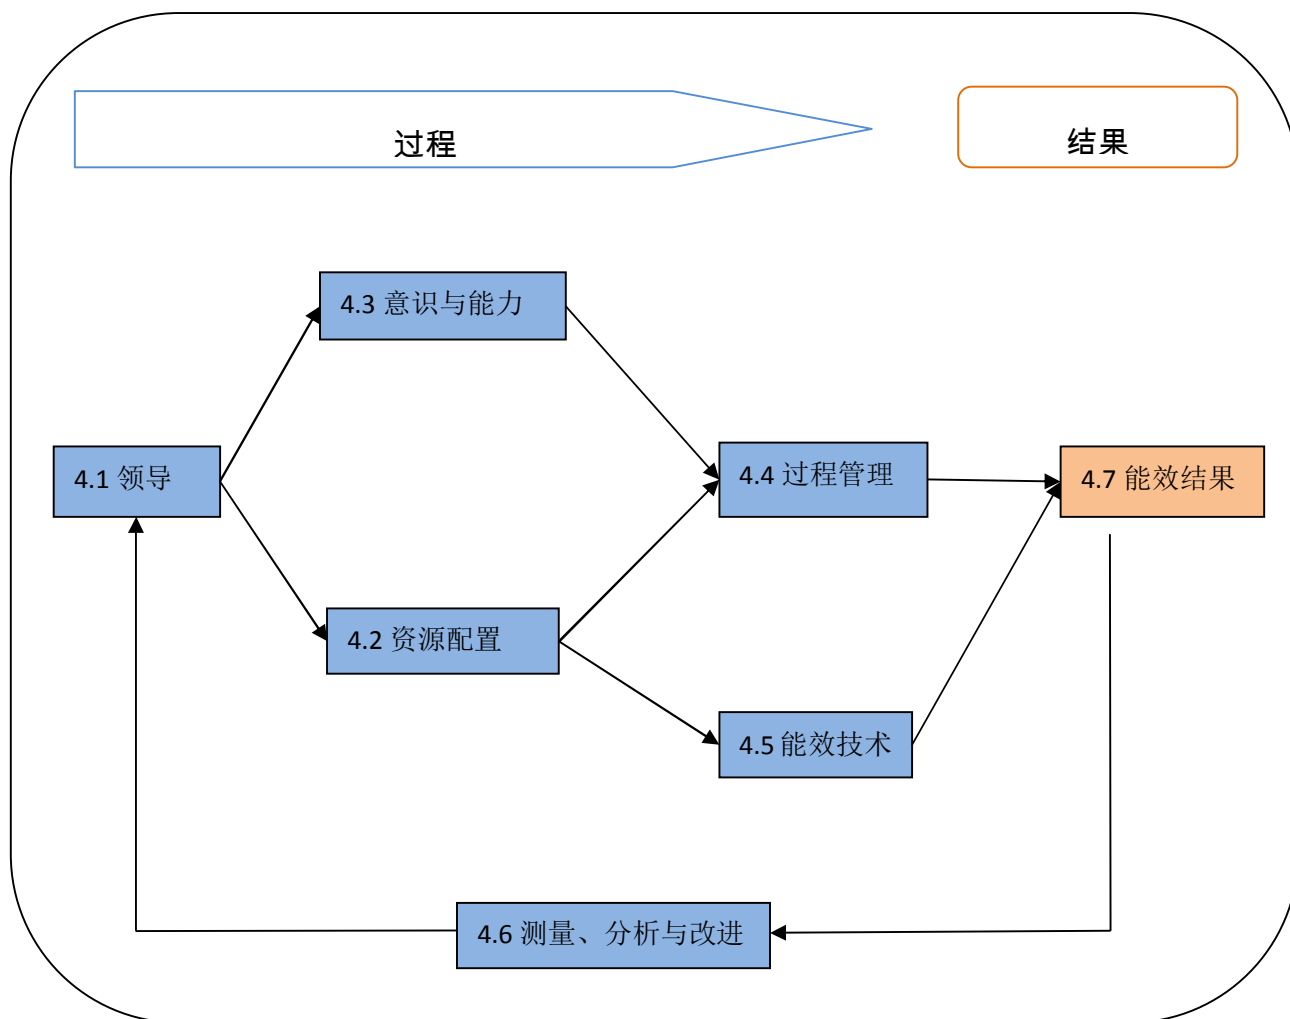 过程
结果
4.3 意识与能力
4.1 领导
4.4 过程管理
4.7 能效结果
4.2 资源配置
4.5 能效技术
4.6 测量、分析与改进